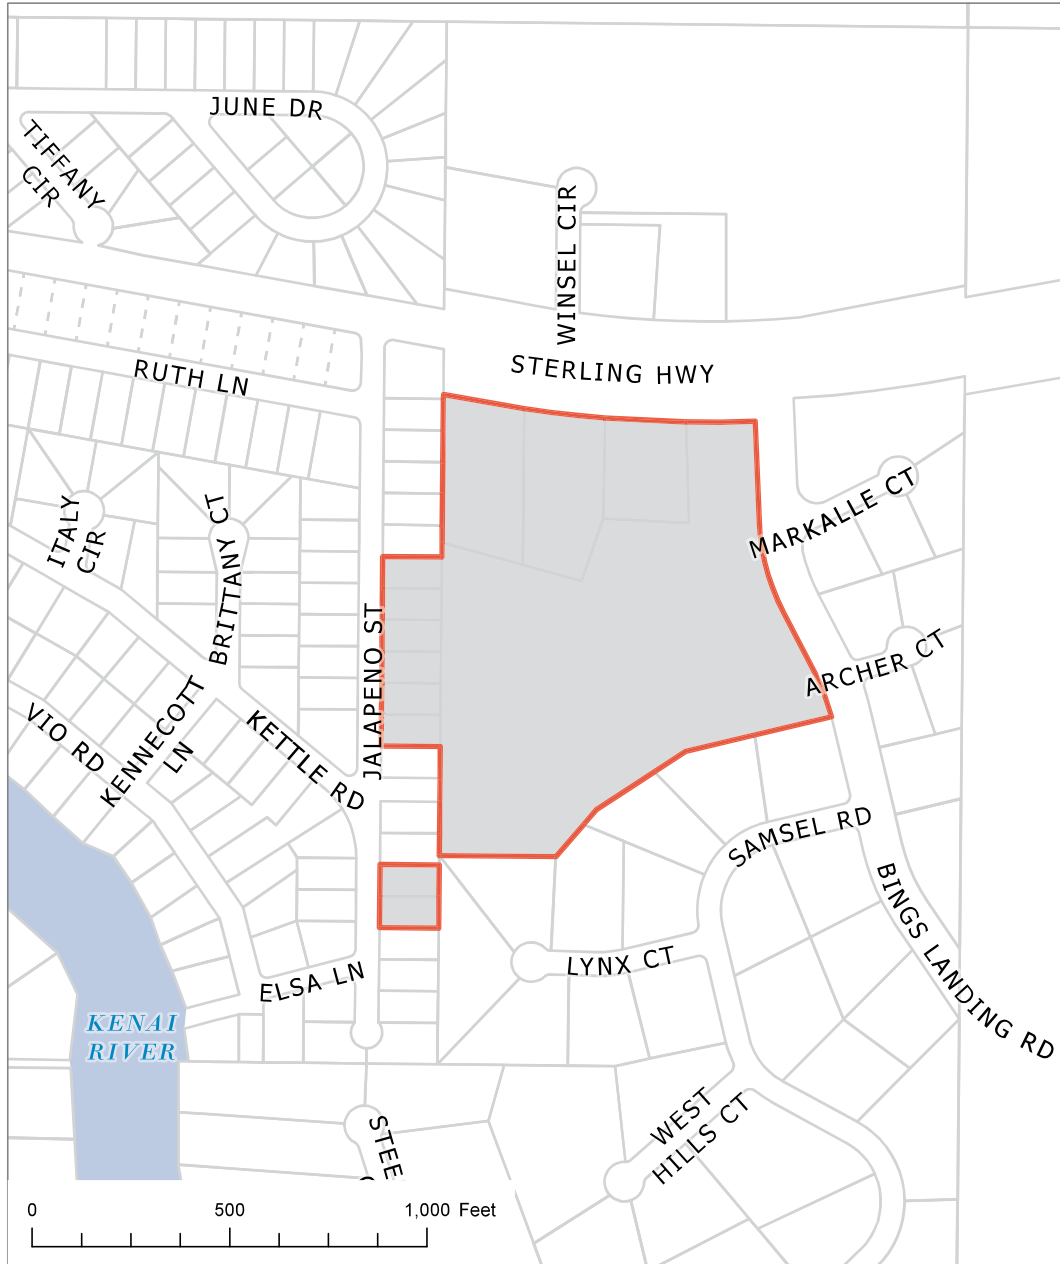 JUNE DR
TIFFANY
CIR
WINSEL CIR
STERLING HWY
RUTH LN
MARKALLE CT
ITALY
CIR
BRITTANY CT
JALAPENO ST
ARCHER CT
VIO RD
KENNECOTT
LN
KETTLE RD
SAMSEL RD
BINGS LANDING RD
LYNX CT
ELSA LN
KENAI
RIVER
WEST
HILLS CT
STEE
0 500 1,000 Feet